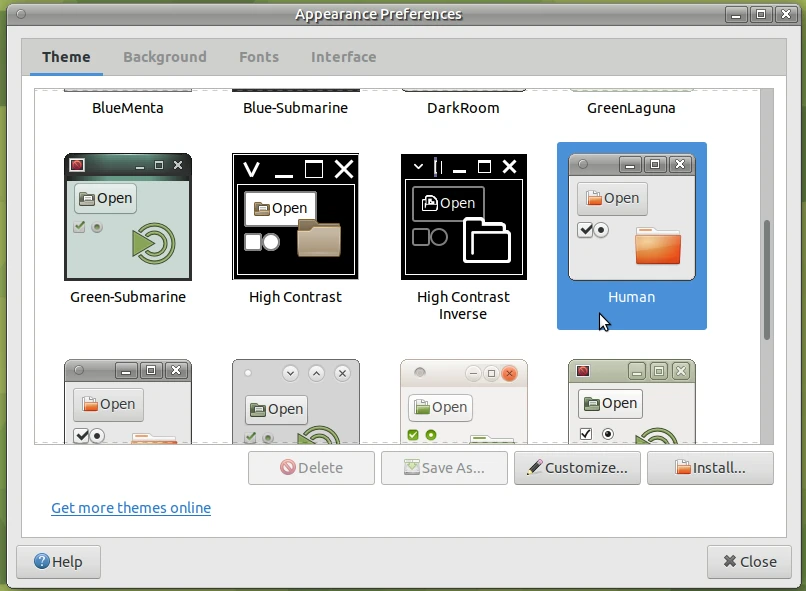 Appearance Preferences
Theme Background Fonts Interface
BlueMenta Blue-Submarine DarkRoom GreenLaguna
Open Open Open Open
Green-Submarine High Contrast High Contrast Human
Inverse
Open Open Open Open
Delete Save As... Customize... Install...
Get more themes online
Help Close